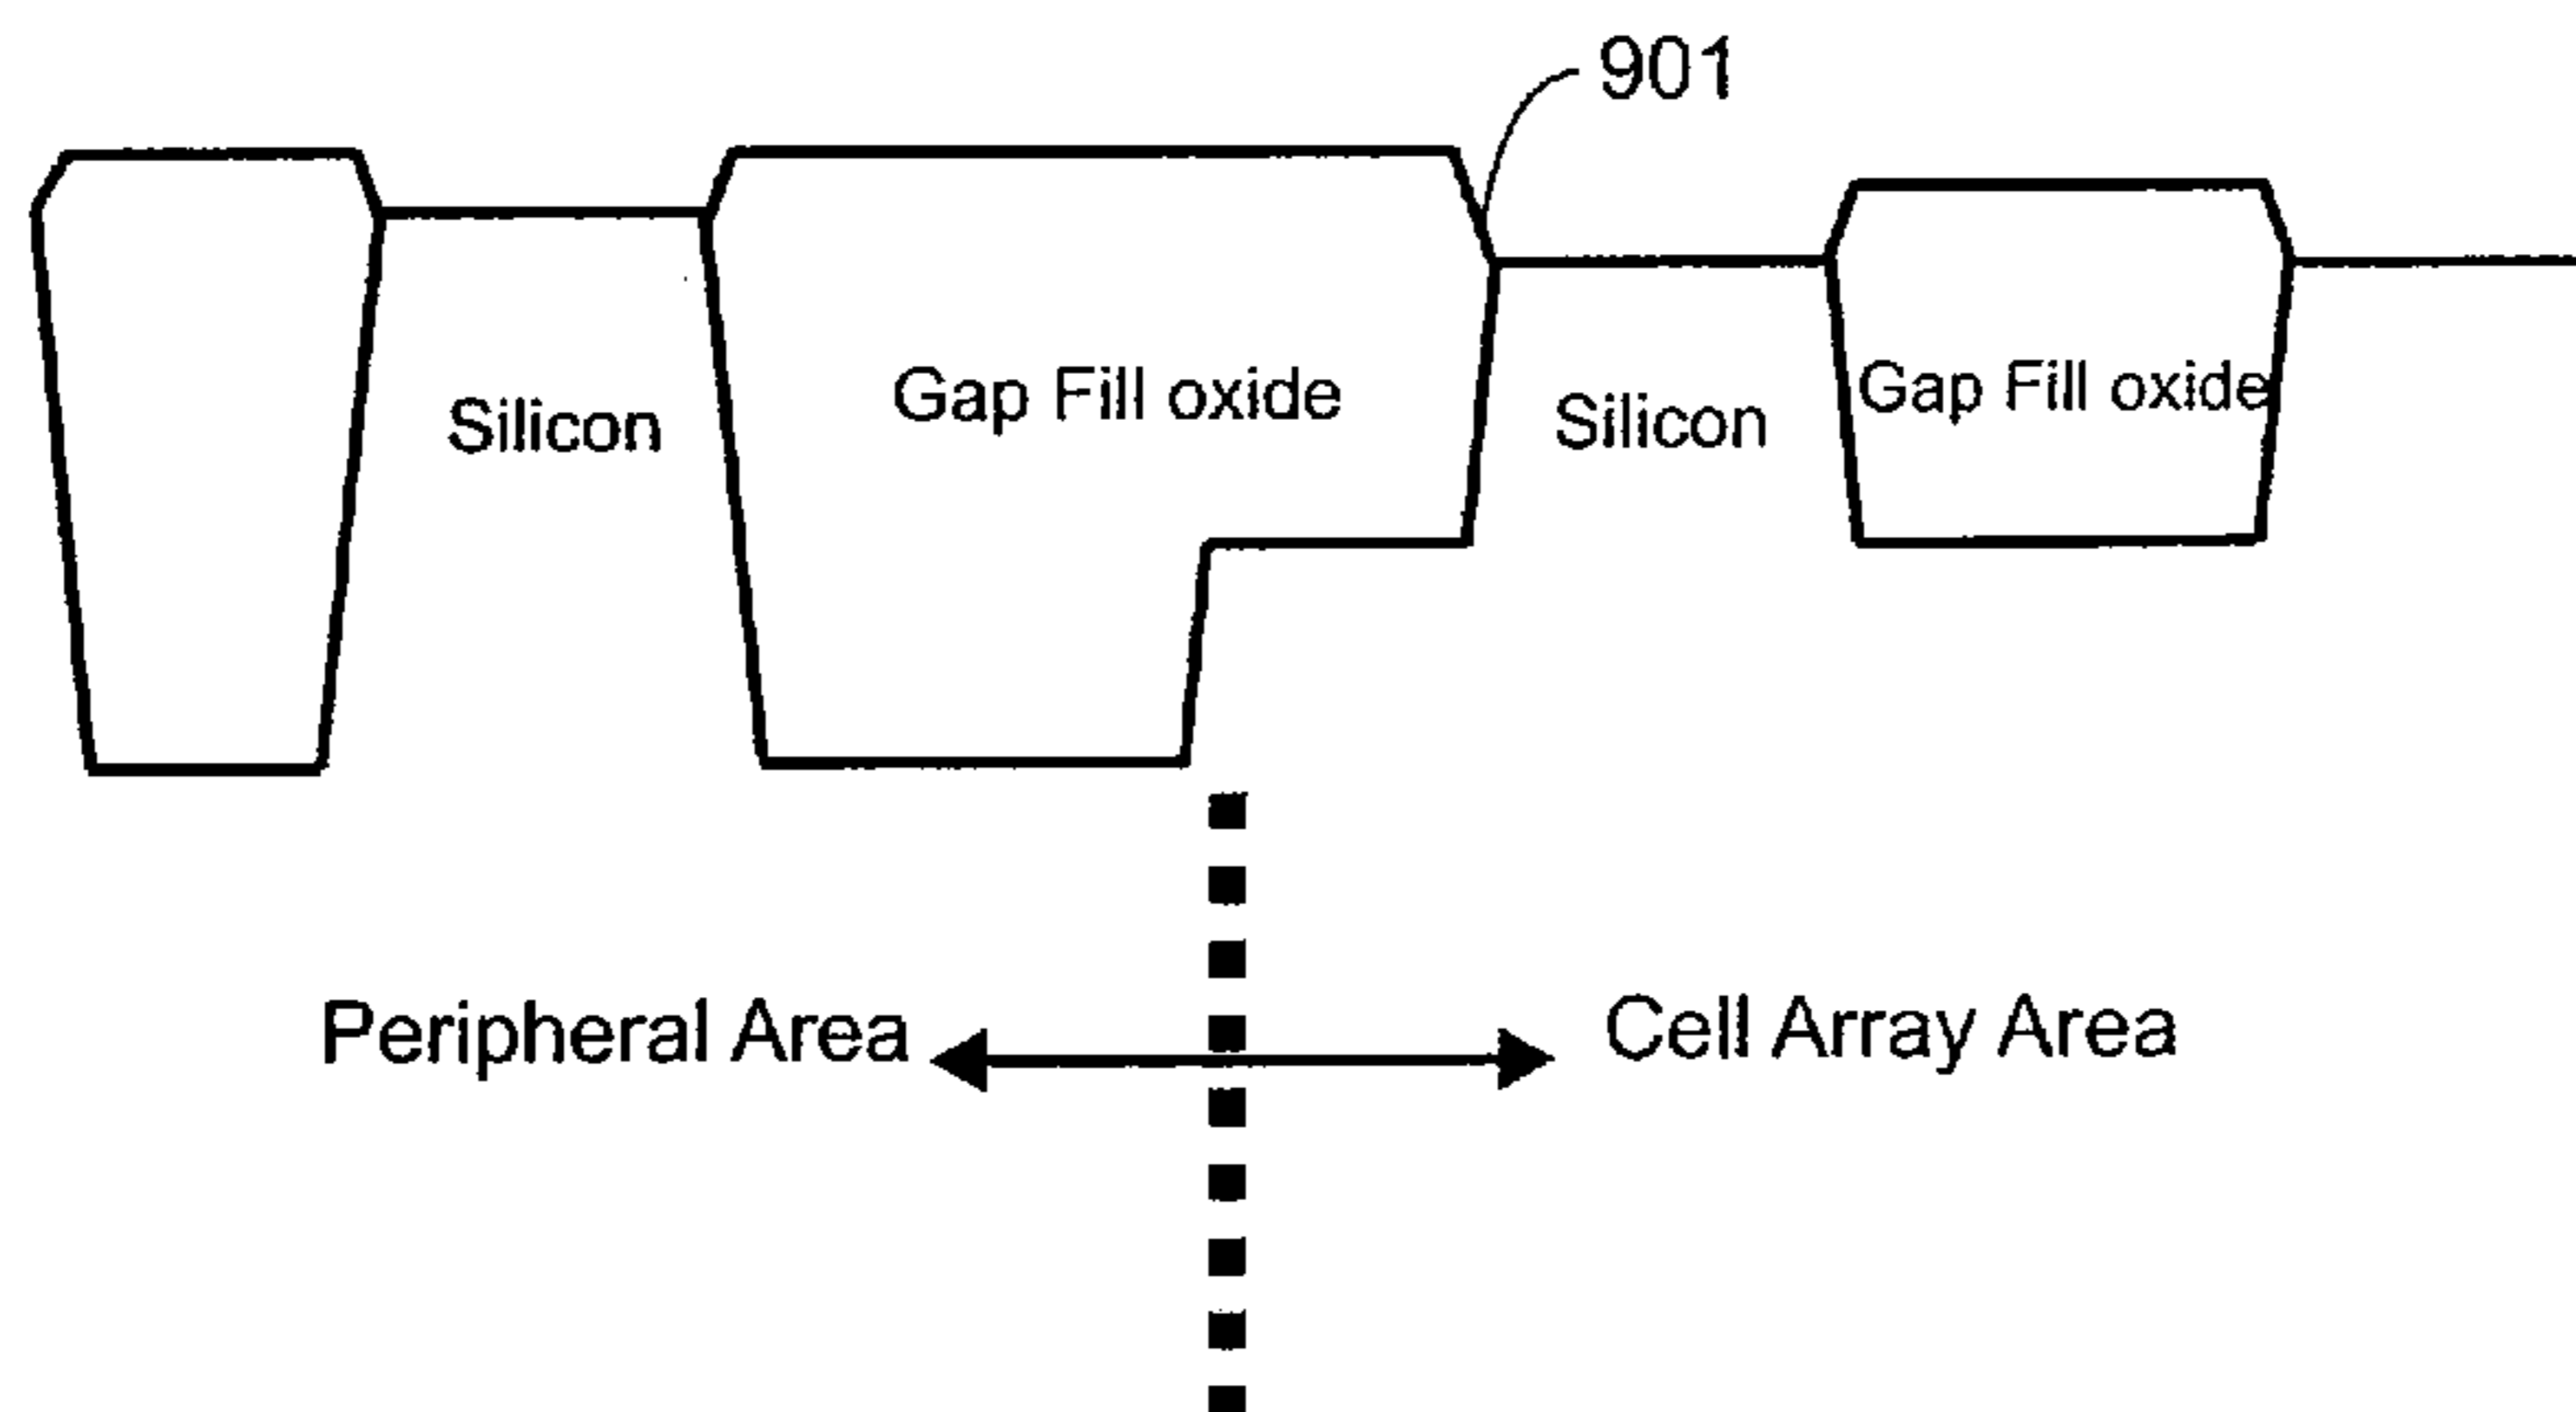 901
Gap Fill oxide
Gap Fill oxide
Silicon
Silicon
Peripheral Area
Cell Array Area